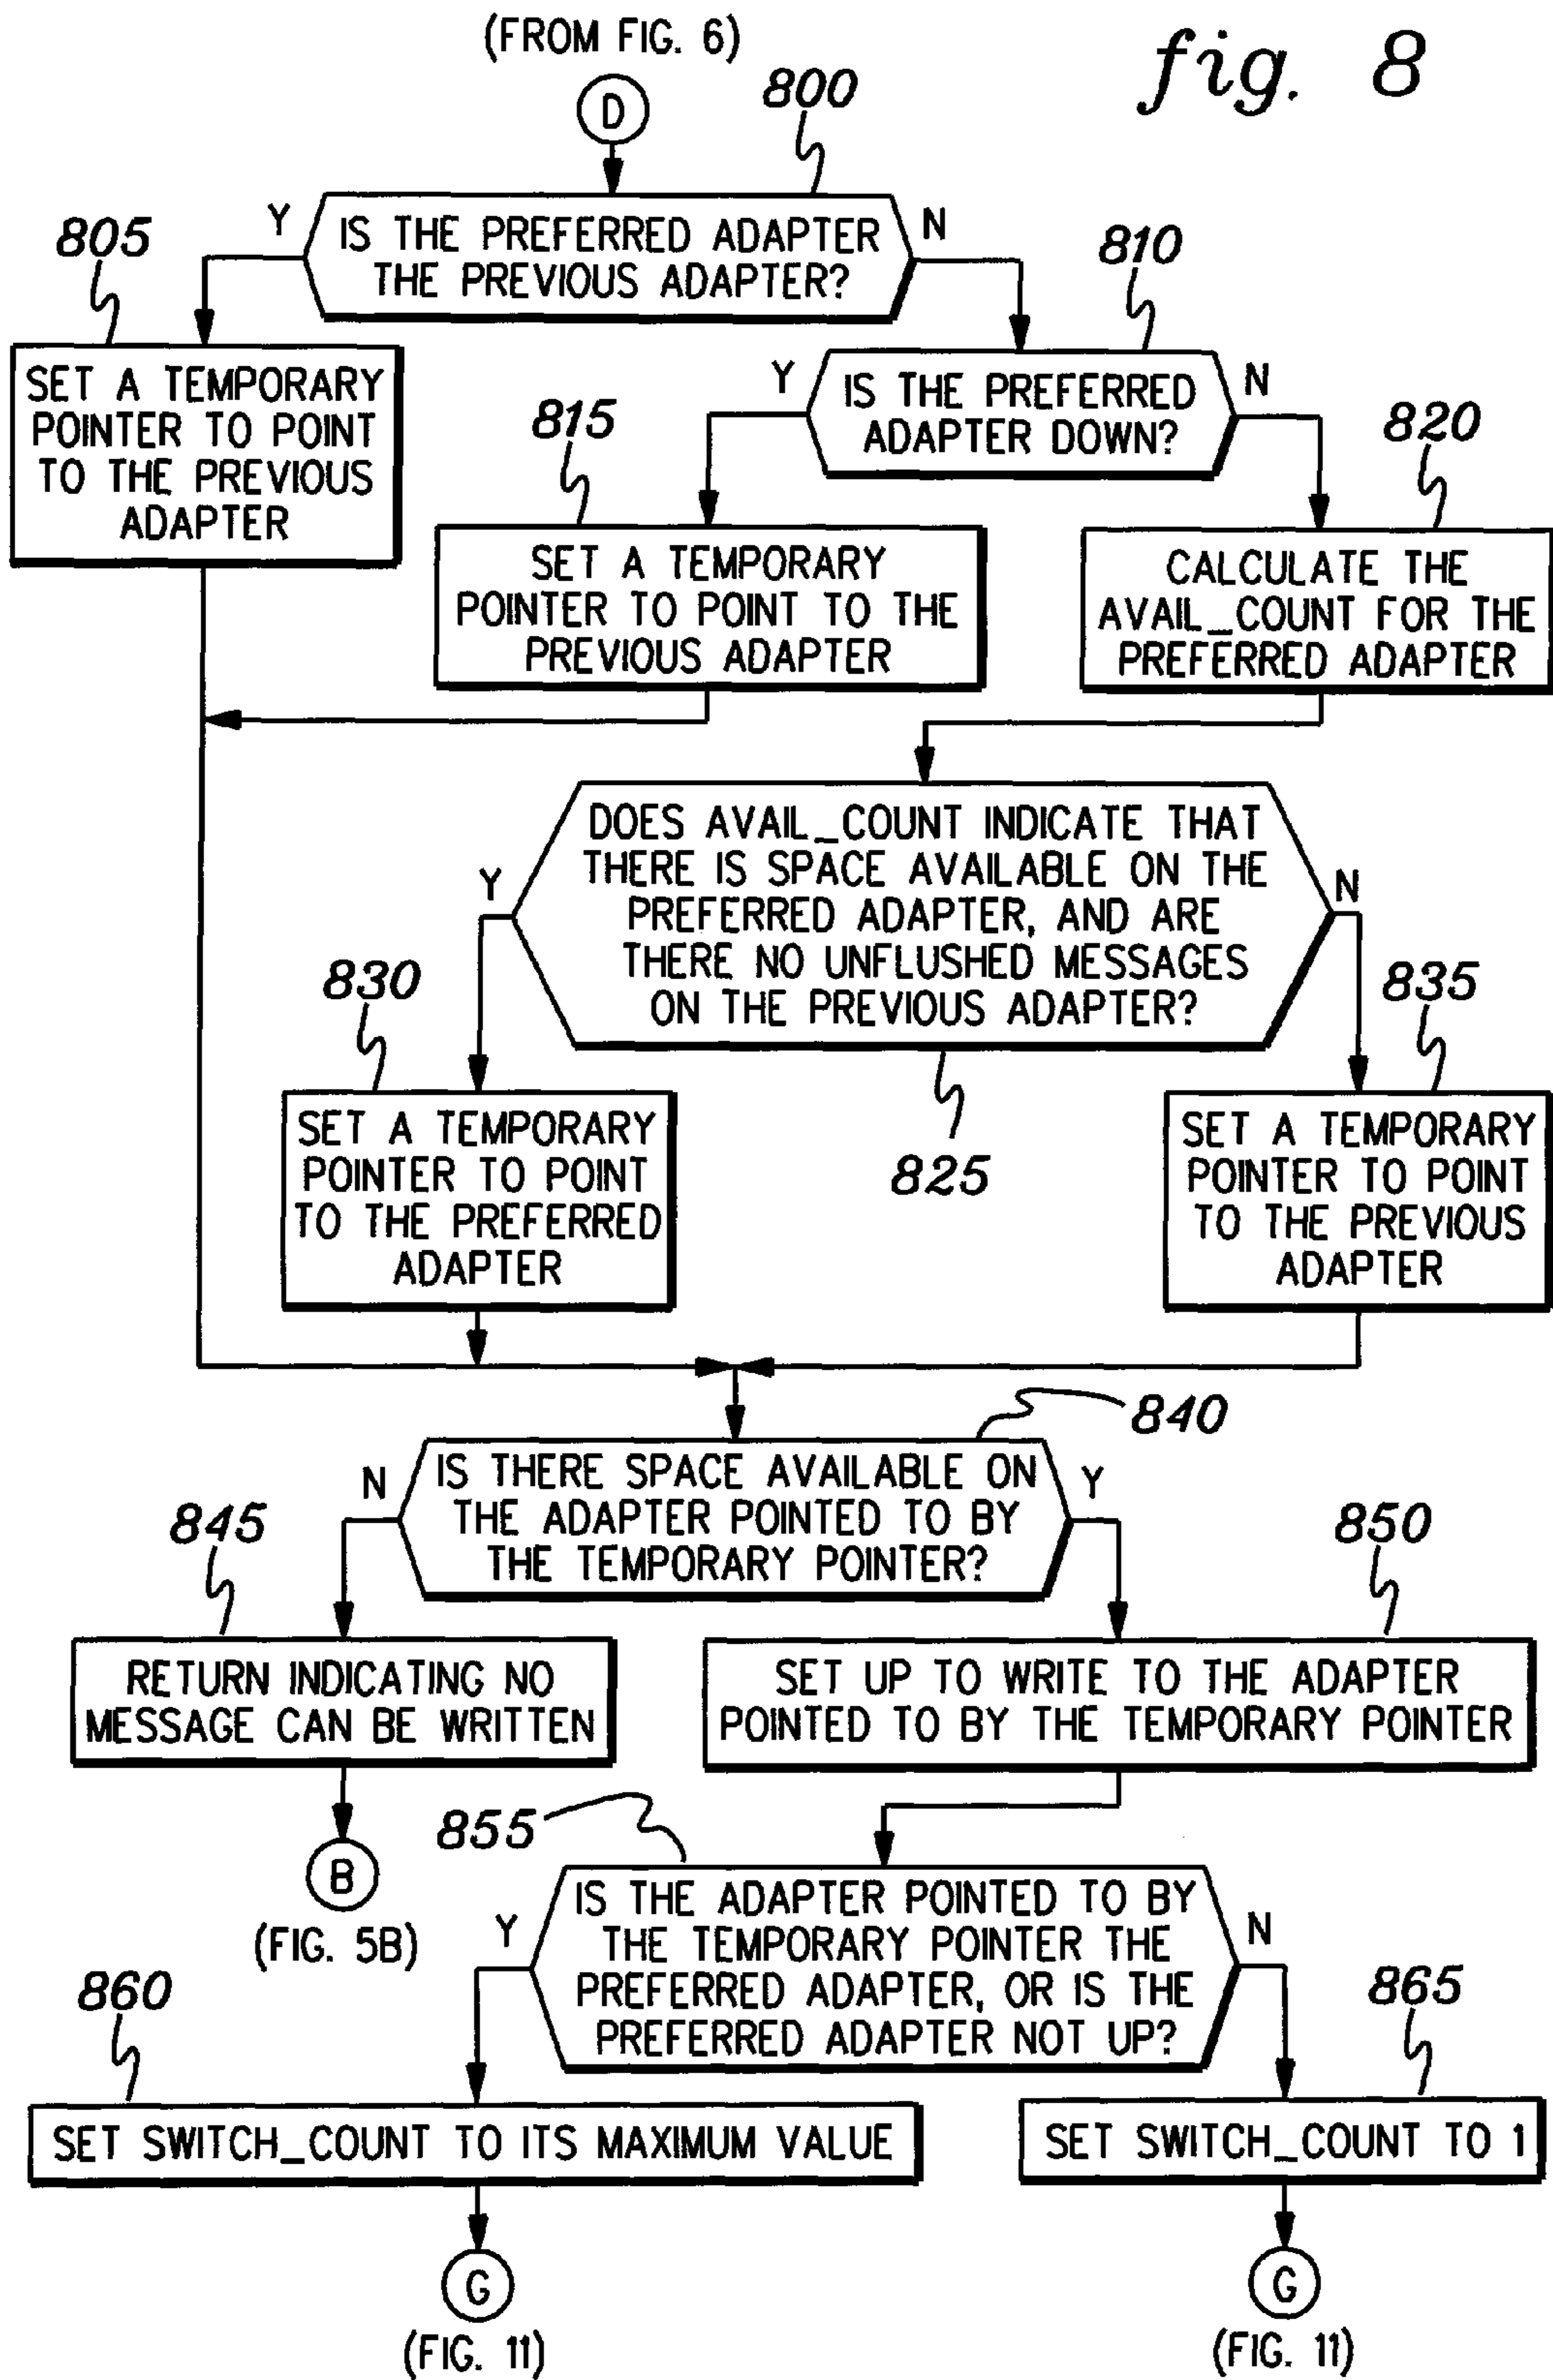 (FROM FIG. 6)
fig. 8
D
800
IS THE PREFERRED ADAPTER
THE PREVIOUS ADAPTER?
Y
N
805
SET A TEMPORARY
POINTER TO POINT
TO THE PREVIOUS
ADAPTER
810
IS THE PREFERRED
ADAPTER DOWN?
Y
N
815
SET A TEMPORARY
POINTER TO POINT TO THE
PREVIOUS ADAPTER
820
CALCULATE THE
AVAIL_COUNT FOR THE
PREFERRED ADAPTER
DOES AVAIL_COUNT INDICATE THAT
THERE IS SPACE AVAILABLE ON THE
PREFERRED ADAPTER, AND ARE
THERE NO UNFLUSHED MESSAGES
ON THE PREVIOUS ADAPTER?
Y
N
825
830
SET A TEMPORARY
POINTER TO POINT
TO THE PREFERRED
ADAPTER
835
SET A TEMPORARY
POINTER TO POINT
TO THE PREVIOUS
ADAPTER
840
IS THERE SPACE AVAILABLE ON
THE ADAPTER POINTED TO BY
THE TEMPORARY POINTER?
N
Y
845
RETURN INDICATING NO
MESSAGE CAN BE WRITTEN
B
(FIG. 5B)
850
SET UP TO WRITE TO THE ADAPTER
POINTED TO BY THE TEMPORARY POINTER
855
IS THE ADAPTER POINTED TO BY
THE TEMPORARY POINTER THE
PREFERRED ADAPTER, OR IS THE
PREFERRED ADAPTER NOT UP?
Y
N
860
SET SWITCH_COUNT TO ITS MAXIMUM VALUE
G
(FIG. 11)
865
SET SWITCH_COUNT TO 1
G
(FIG. 11)